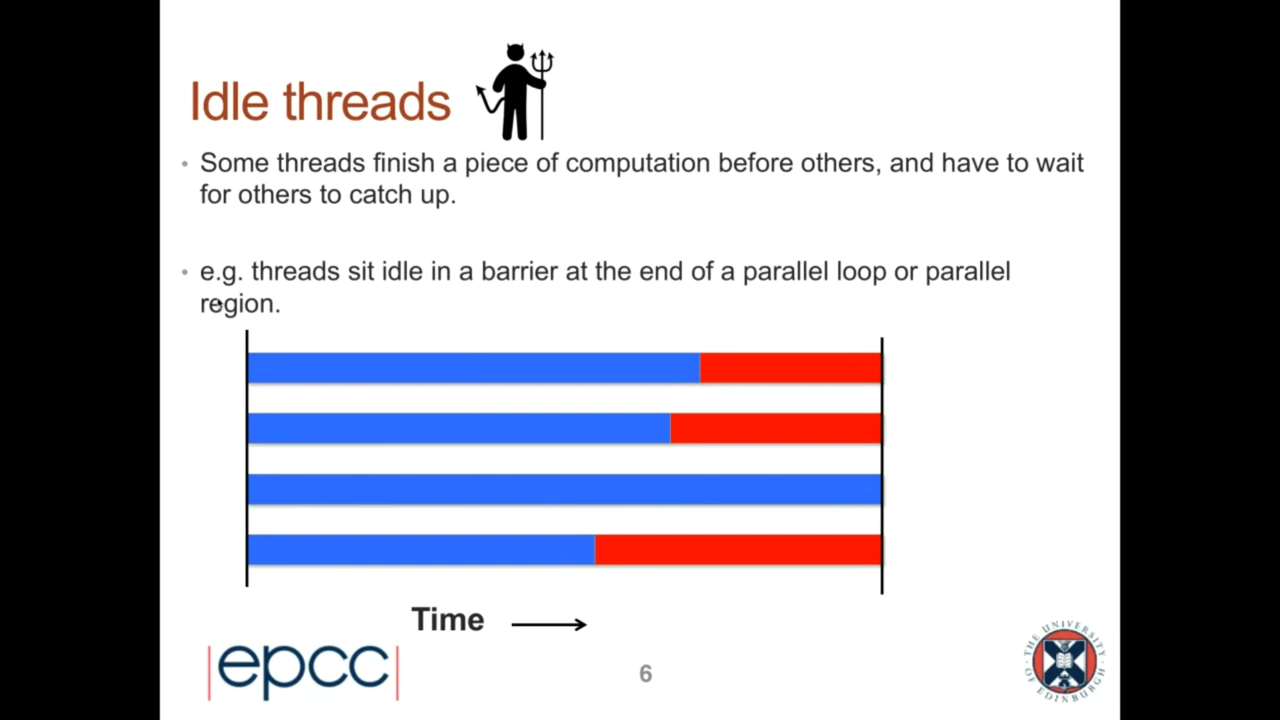 Idle threads
• Some threads finish a piece of computation before others, and have to wait
for others to catch up.
• e.g. threads sit idle in a barrier at the end of a parallel loop or parallel
region.
Time
|epcc|
6
THE UNIVERSITY
OF EDINBURGH